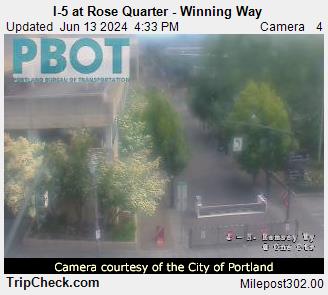 I-5 at Rose Quarter - Winning Way
Updated Jun 13 2024 4:33 PM Camera 4
PBOT
PORTLAND BUREAU OF TRANSPORTATION
Camera courtesy of the City of Portland
TripCheck.com Milepost302.00